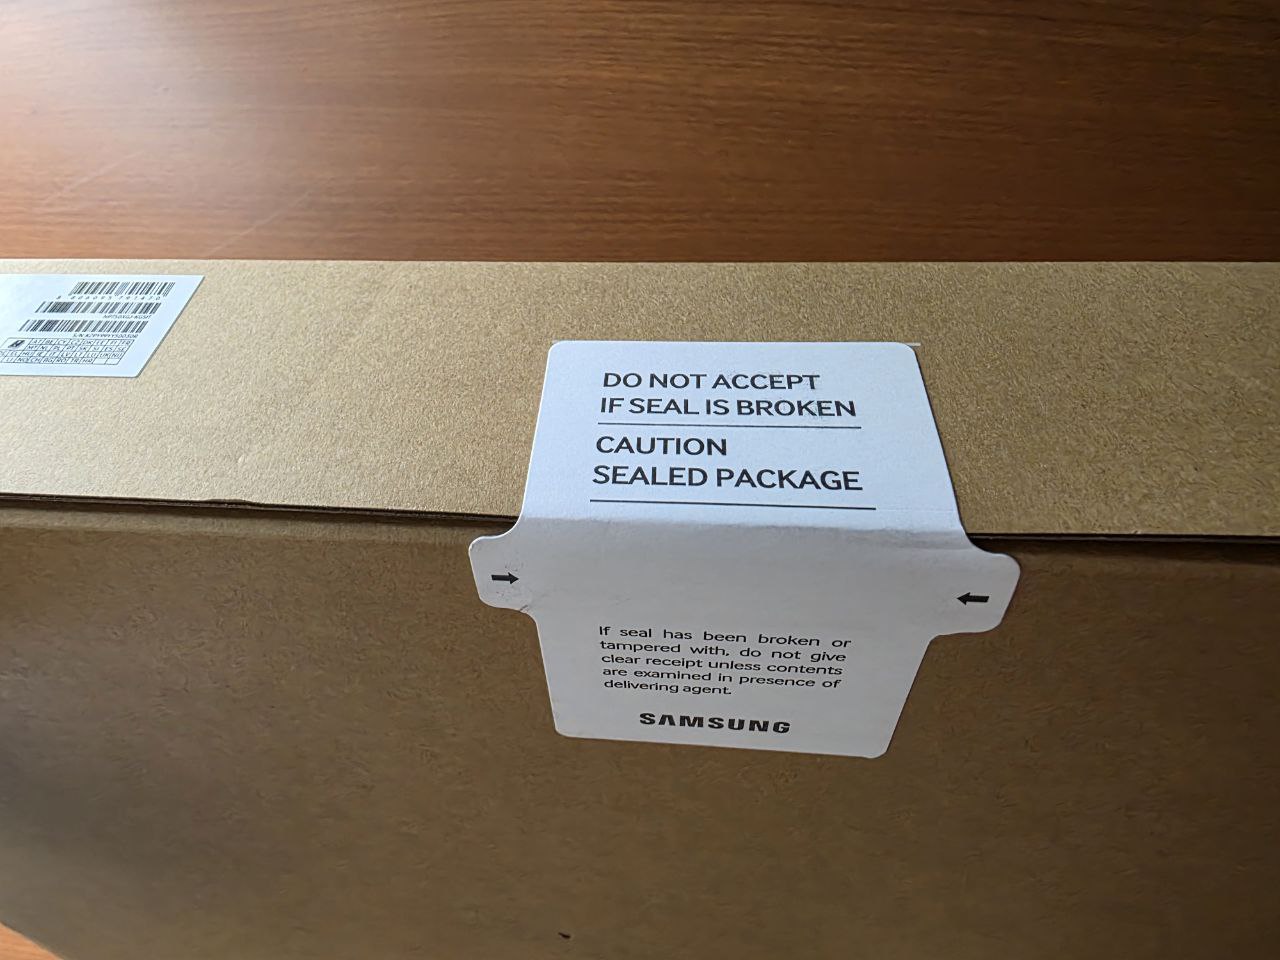 DO NOT ACCEPT
IF SEAL IS BROKEN
CAUTION
SEALED PACKAGE
If seal has been broken or
tampered with, do not give
clear receipt unless contents
are examined in presence of
delivering agent.
SAMSUNG